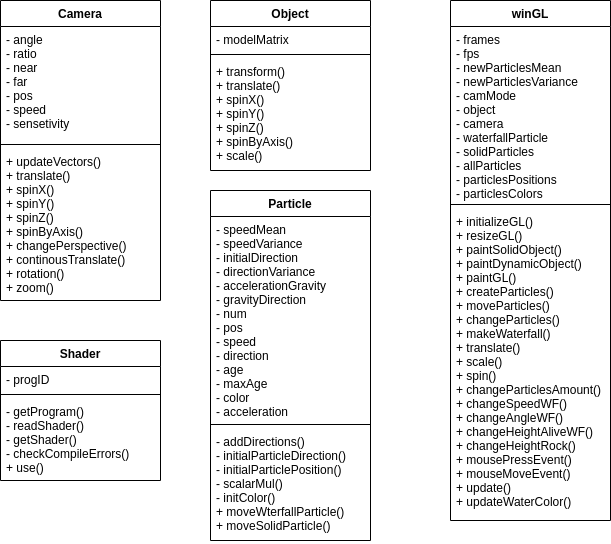 Camera
- angle
- ratio
- near
- far
- pos
- speed
- sensetivity
+ updateVectors()
+ translate()
+ spinX()
+ spinY()
+ spinZ()
+ spinByAxis()
+ changePerspective()
+ continousTranslate()
+ rotation()
+ zoom()
Shader
- progID
- getProgram()
- readShader()
- getShader()
- checkCompileErrors()
+ use()
Object
- modelMatrix
+ transform()
+ translate()
+ spinX()
+ spinY()
+ spinZ()
+ spinByAxis()
+ scale()
Particle
- speedMean
- speedVariance
- initialDirection
- directionVariance
- accelerationGravity
- gravityDirection
- num
- pos
- speed
- direction
- age
- maxAge
- color
- acceleration
- addDirections()
- initialParticleDirection()
- initialParticlePosition()
- scalarMul()
- initColor()
+ moveWterfallParticle()
+ moveSolidParticle()
winGL
- frames
- fps
- newParticlesMean
- newParticlesVariance
- camMode
- object
- camera
- waterfallParticle
- solidParticles
- allParticles
- particlesPositions
- particlesColors
+ initializeGL()
+ resizeGL()
+ paintSolidObject()
+ paintDynamicObject()
+ paintGL()
+ createParticles()
+ moveParticles()
+ changeParticles()
+ makeWaterfall()
+ translate()
+ scale()
+ spin()
+ changeParticlesAmount()
+ changeSpeedWF()
+ changeAngleWF()
+ changeHeightAliveWF()
+ changeHeightRock()
+ mousePressEvent()
+ mouseMoveEvent()
+ update()
+ updateWaterColor()